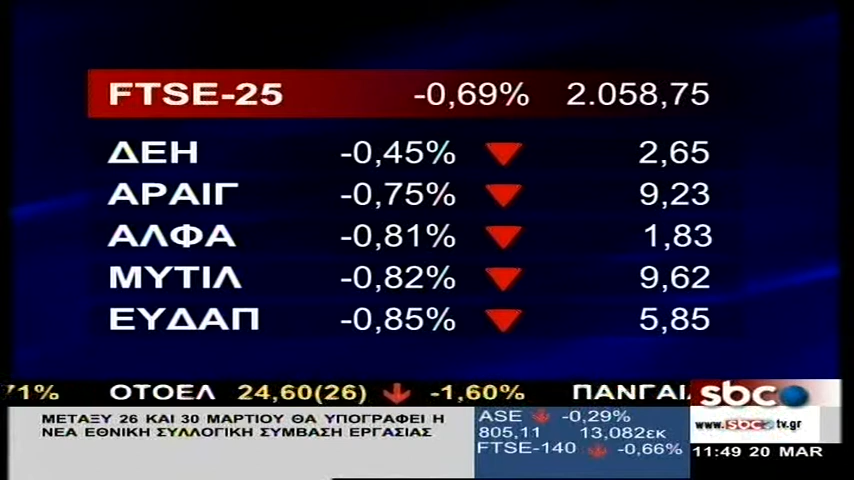 FTSE-25 -0,69% 2.058,75
ΔΕΗ -0,45% 2,65
ΑΡΑΙΓ -0,75% 9,23
ΑΛΦΑ -0,81% 1,83
ΜΥΤΙΛ -0,82% 9,62
ΕΥΔΑΠ -0,85% 5,85
71% ΟΤΟΕΛ 24,60(26) -1,60% ΠΑΝΓΑΙ
sbc
ΜΕΤΑΞΥ 26 ΚΑΙ 30 ΜΑΡΤΙΟΥ ΘΑ ΥΠΟΓΡΑΦΕΙ Η
ΝΕΑ ΕΘΝΙΚΗ ΣΥΛΛΟΓΙΚΗ ΣΥΜΒΑΣΗ ΕΡΓΑΣΙΑΣ
ASE -0,29%
805,11 13,082εκ
FTSE-140 -0,66%
www.sbctv.gr
11:49 20 MAR